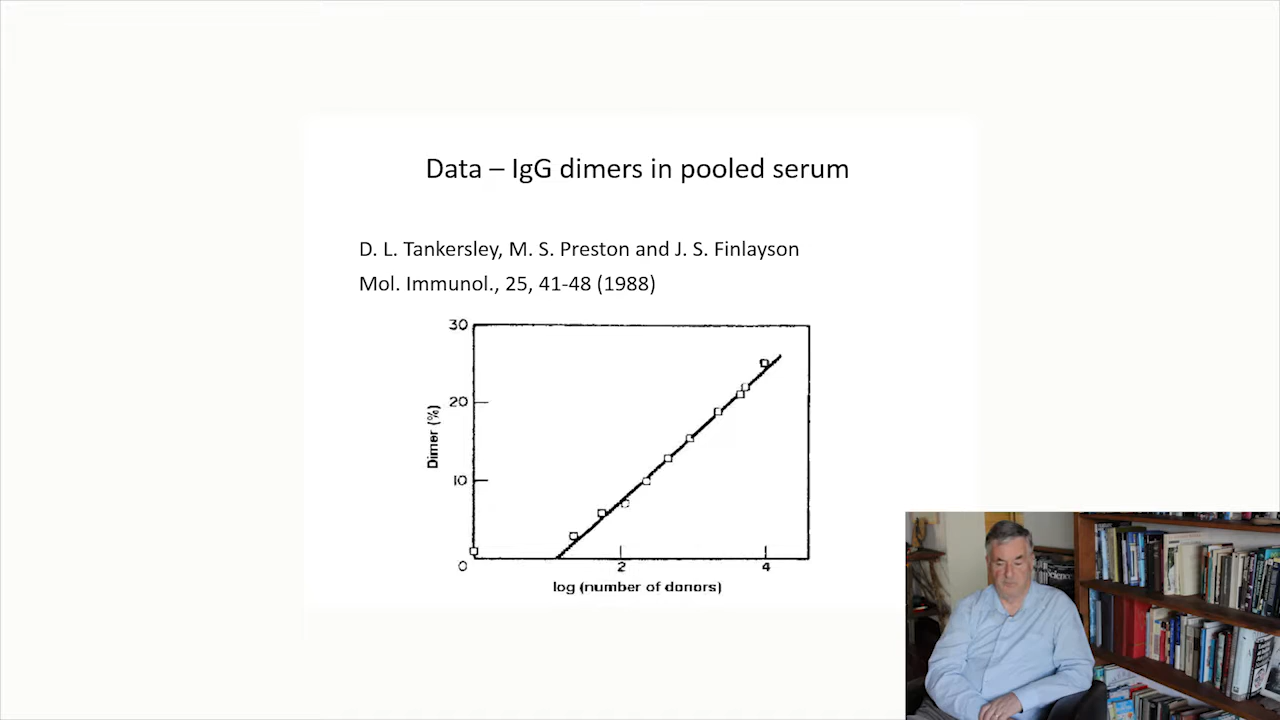 Data – IgG dimers in pooled serum
D. L. Tankersley, M. S. Preston and J. S. Finlayson
Mol. Immunol., 25, 41-48 (1988)
30
20
10
0
Dimer (%)
2
4
log (number of donors)
Science